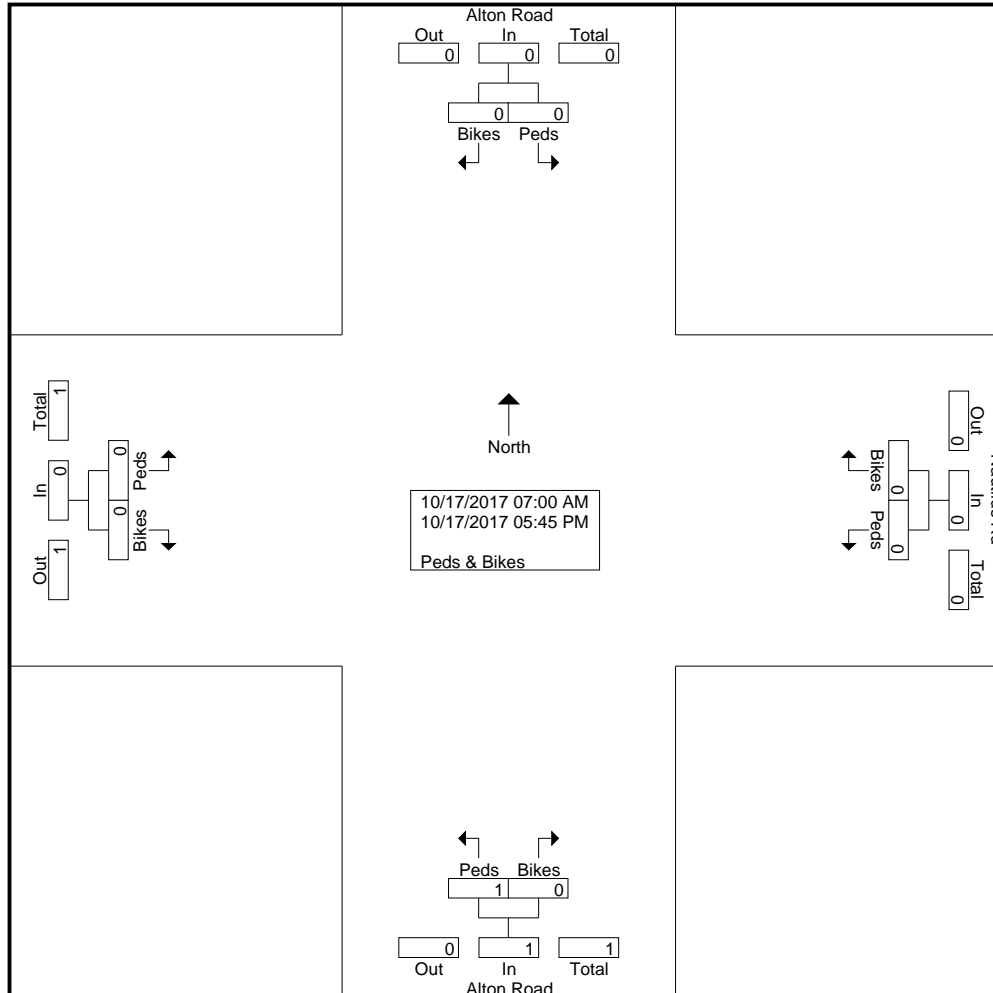 Alton Road
Out In Total
0 0 0
0 0
Bikes Peds
Total 1
In 0
Out 1
Peds 0
Bikes 0
North
10/17/2017 07:00 AM
10/17/2017 05:45 PM
Peds & Bikes
Out 0
In 0
Total 0
Bikes 0
Peds 0
Peds Bikes
1 0
0 1 1
Out In Total
Alton Road